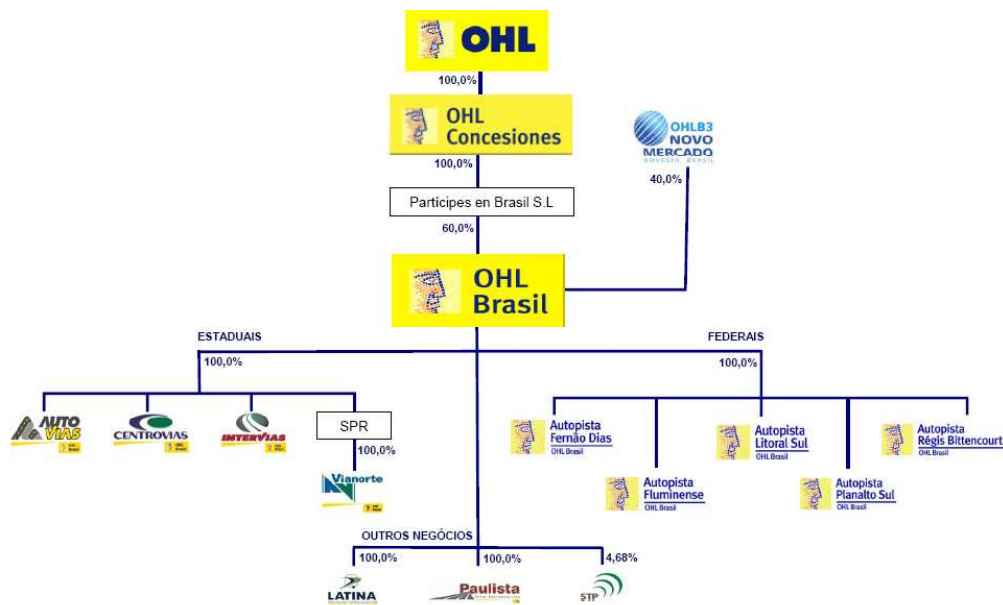 OHL
100,0%
OHL
Concesiones
OHLB3
NOVO
MERCADO
BOVESPA BRASIL
100,0%
40,0%
Partícipes en Brasil S.L
60,0%
OHL
Brasil
ESTADUAIS
FEDERAIS
100,0%
100,0%
AUTO
VIAS
CENTROVIAS
INTERVIAS
SPR
Autopista
Fernão Dias
OHL Brasil
Autopista
Litoral Sul
OHL Brasil
Autopista
Régis Bittencourt
OHL Brasil
100,0%
Vianorte
Autopista
Fluminense
OHL Brasil
Autopista
Planalto Sul
OHL Brasil
OUTROS NEGÓCIOS
100,0%
100,0%
4,68%
LATINA
Paulista
STP